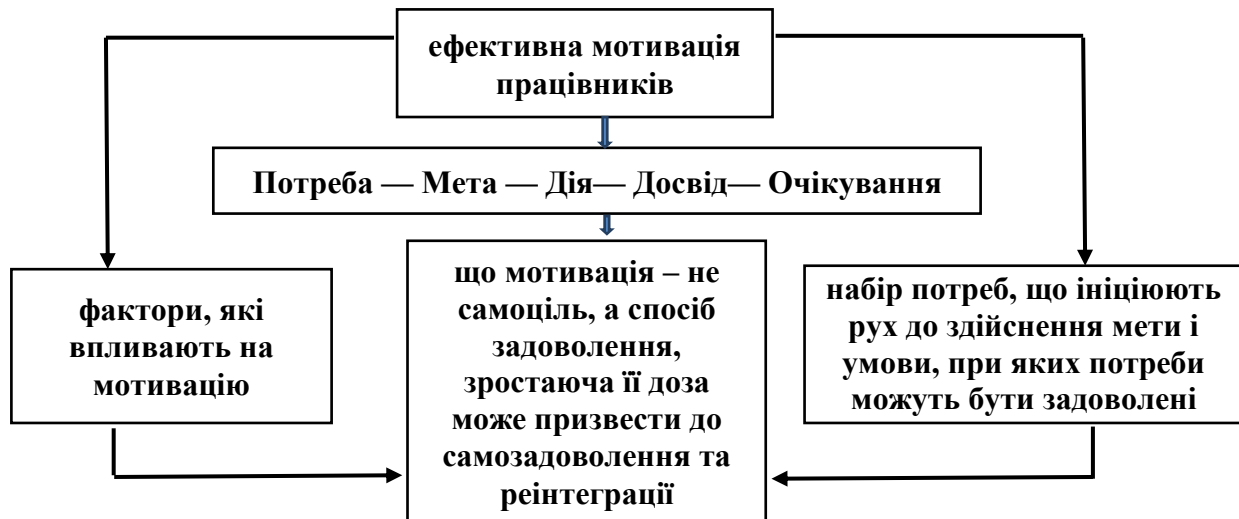 ефективна мотивація
працівників
Потреба — Мета — Дія— Досвід— Очікування
фактори, які
впливають на
мотивацію
що мотивація – не
самоціль, а спосіб
задоволення,
зростаюча її доза
може призвести до
самозадоволення та
реінтеграції
набір потреб, що ініціюють
рух до здійснення мети і
умови, при яких потреби
можуть бути задоволені